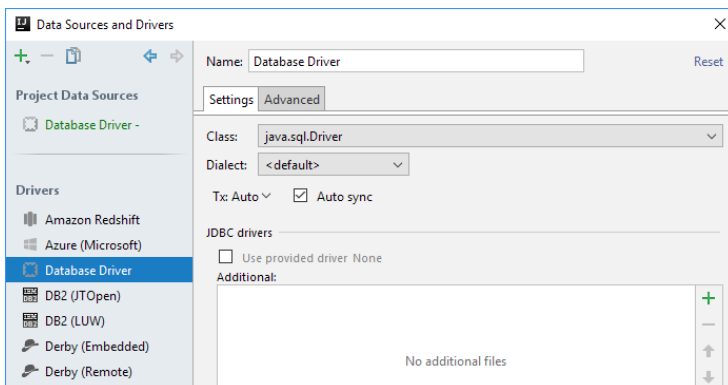 Data Sources and Drivers
Name: Database Driver Reset
Project Data Sources
Settings Advanced
Database Driver -
Class: java.sql.Driver
Dialect: <default>
Drivers
Tx: Auto Auto sync
Amazon Redshift
Azure (Microsoft)
JDBC drivers
Use provided driver None
Database Driver
Additional:
DB2 (JTOpen)
DB2 (LUW)
Derby (Embedded)
No additional files
Derby (Remote)